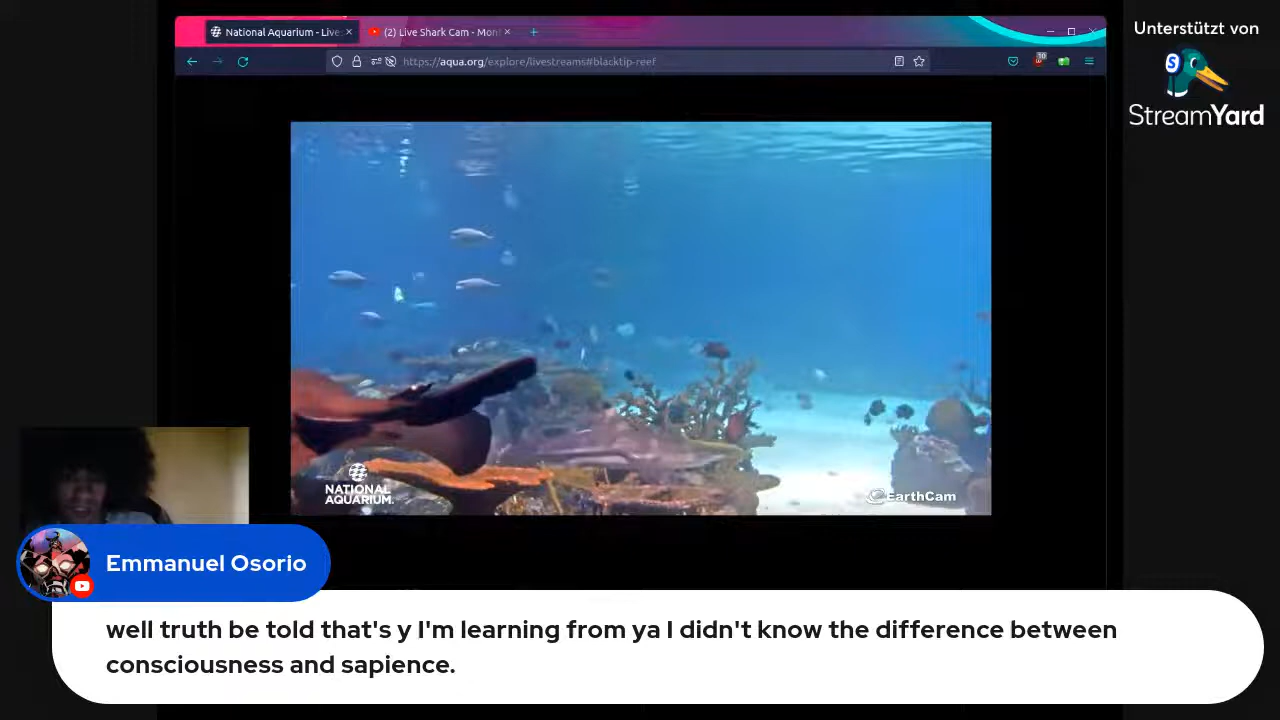 National Aquarium - Live
(2) Live Shark Cam - Mont
https://aqua.org/explore/livestreams#blacktip-reef
10
Unterstützt von
S
StreamYard
NATIONAL
AQUARIUM.
EarthCam
Emmanuel Osorio
well truth be told that's y I'm learning from ya I didn't know the difference between
consciousness and sapience.